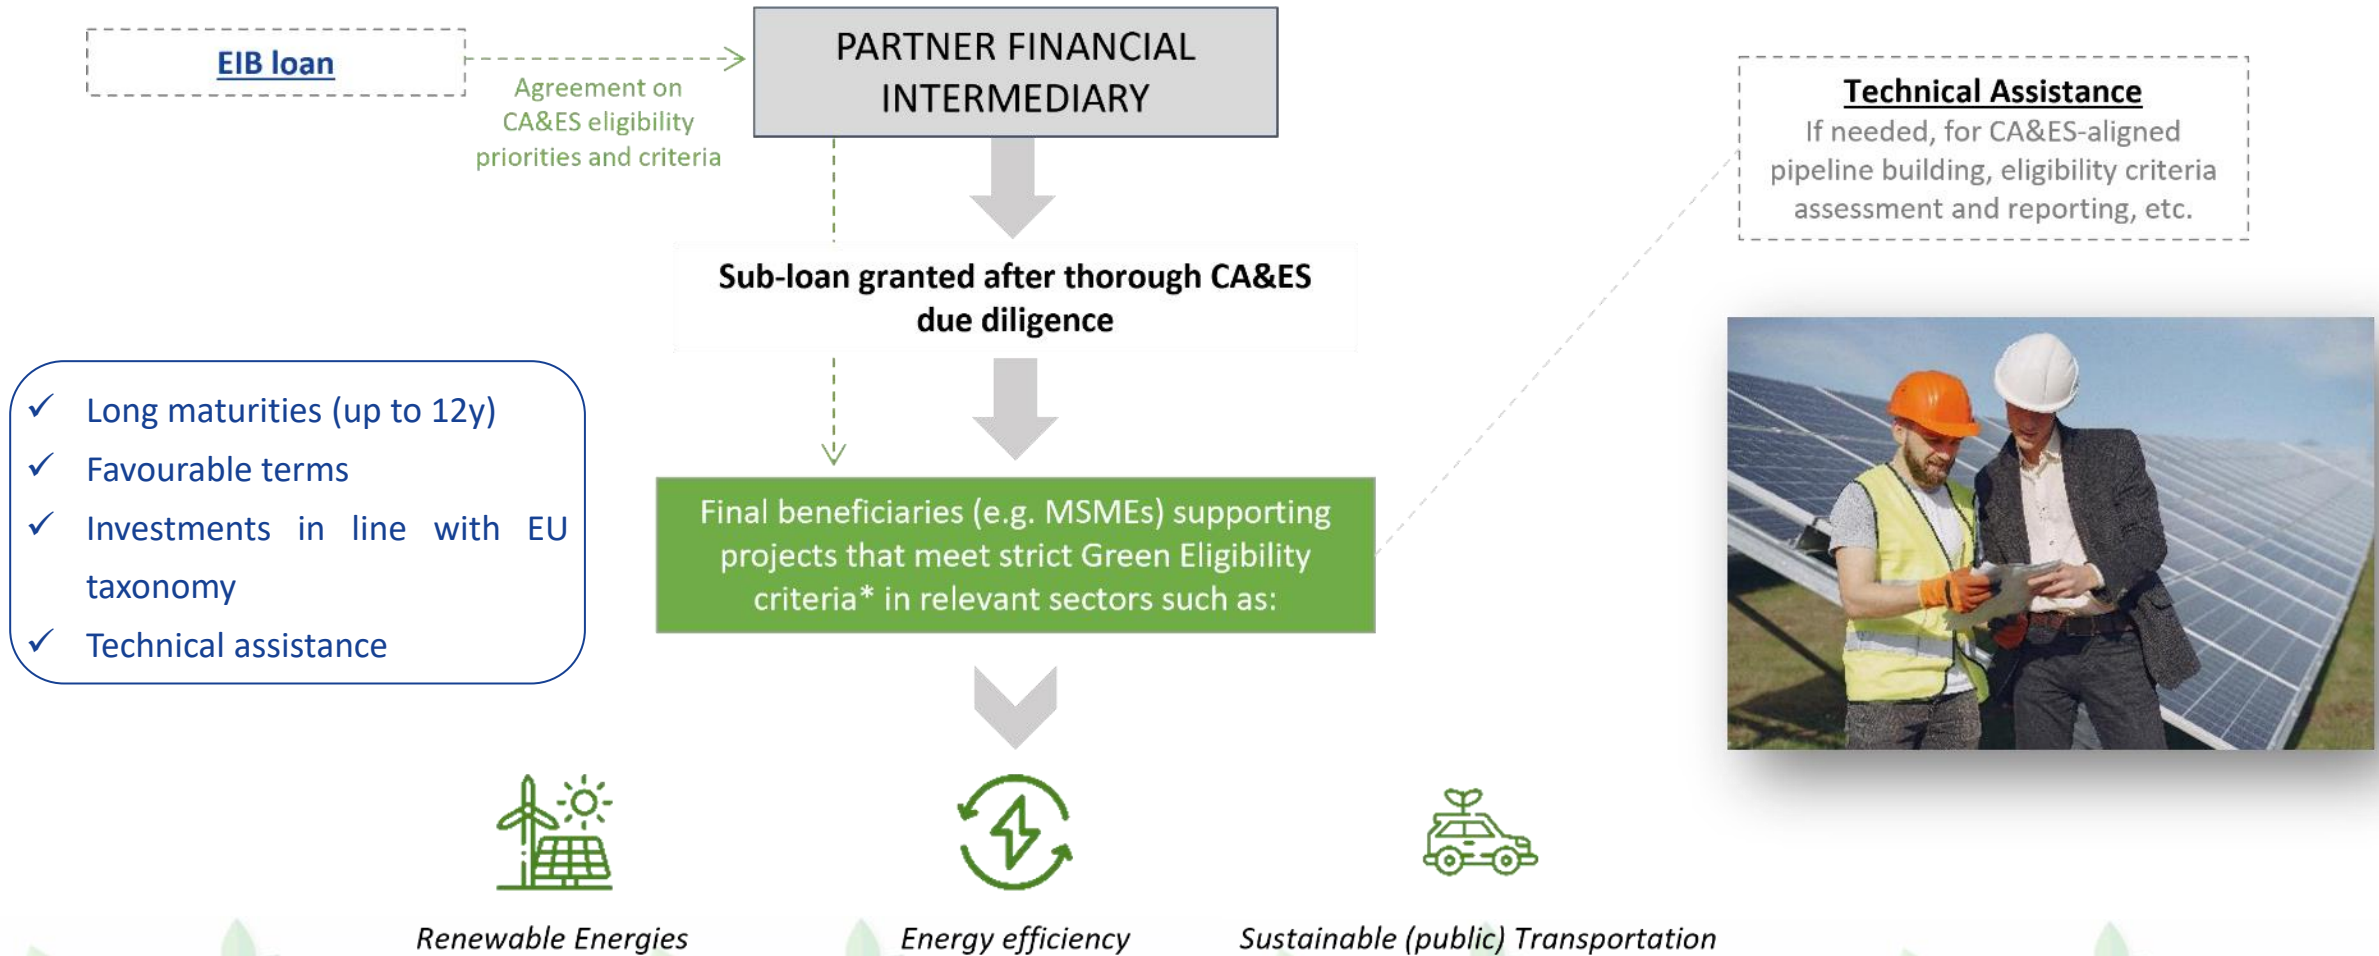 EIB loan
Agreement on
CA&ES eligibility
priorities and criteria
PARTNER FINANCIAL
INTERMEDIARY
Technical Assistance
If needed, for CA&ES-aligned
pipeline building, eligibility criteria
assessment and reporting, etc.
Sub-loan granted after thorough CA&ES
due diligence
✓ Long maturities (up to 12y)
✓ Favourable terms
✓ Investments in line with EU
taxonomy
✓ Technical assistance
Final beneficiaries (e.g. MSMEs) supporting
projects that meet strict Green Eligibility
criteria* in relevant sectors such as:
Renewable Energies
Energy efficiency
Sustainable (public) Transportation